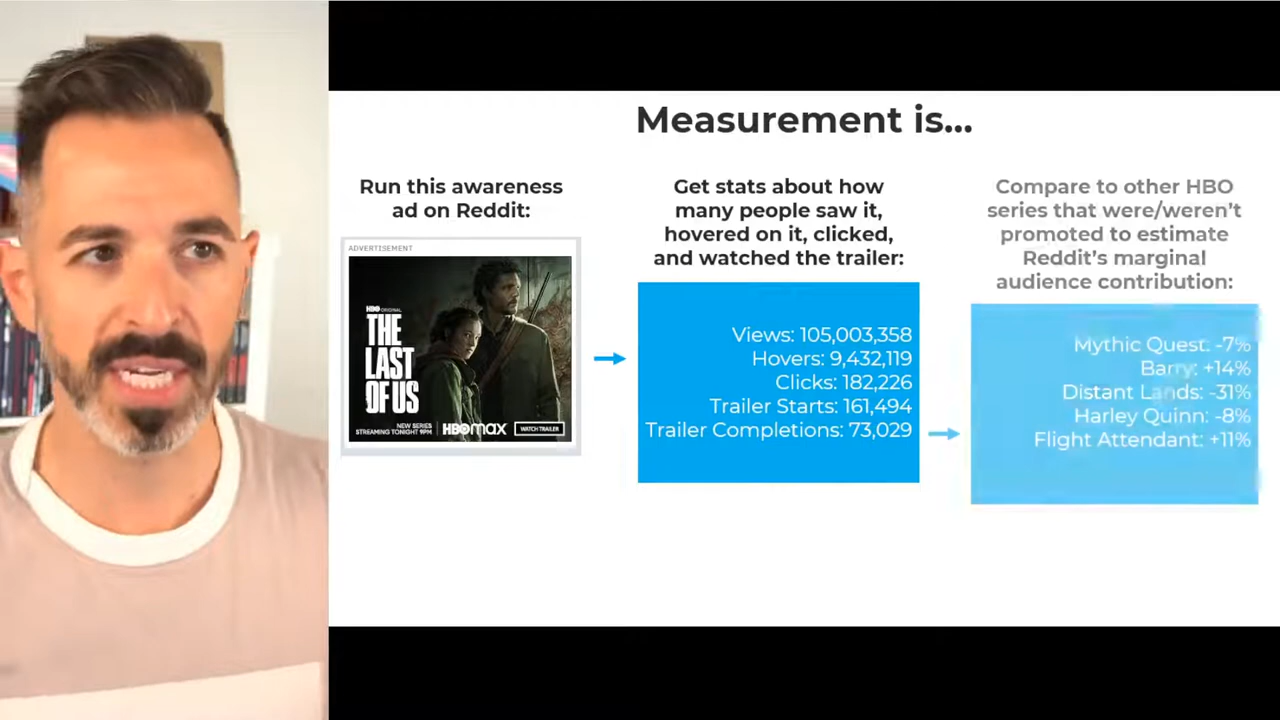 Measurement is...
Run this awareness
ad on Reddit:
ADVERTISEMENT
HBO ORIGINAL
THE
LAST
OF US
NEW SERIES
STREAMING TONIGHT 9PM
HBOMAX
WATCH TRAILER
Get stats about how
many people saw it,
hovered on it, clicked,
and watched the trailer:
Views: 105,003,358
Hovers: 9,432,119
Clicks: 182,226
Trailer Starts: 161,494
Trailer Completions: 73,029
Compare to other HBO
series that were/weren't
promoted to estimate
Reddit's marginal
audience contribution:
Mythic Quest: -7%
Barry: +14%
Distant Lands: -31%
Harley Quinn: -8%
Flight Attendant: +11%